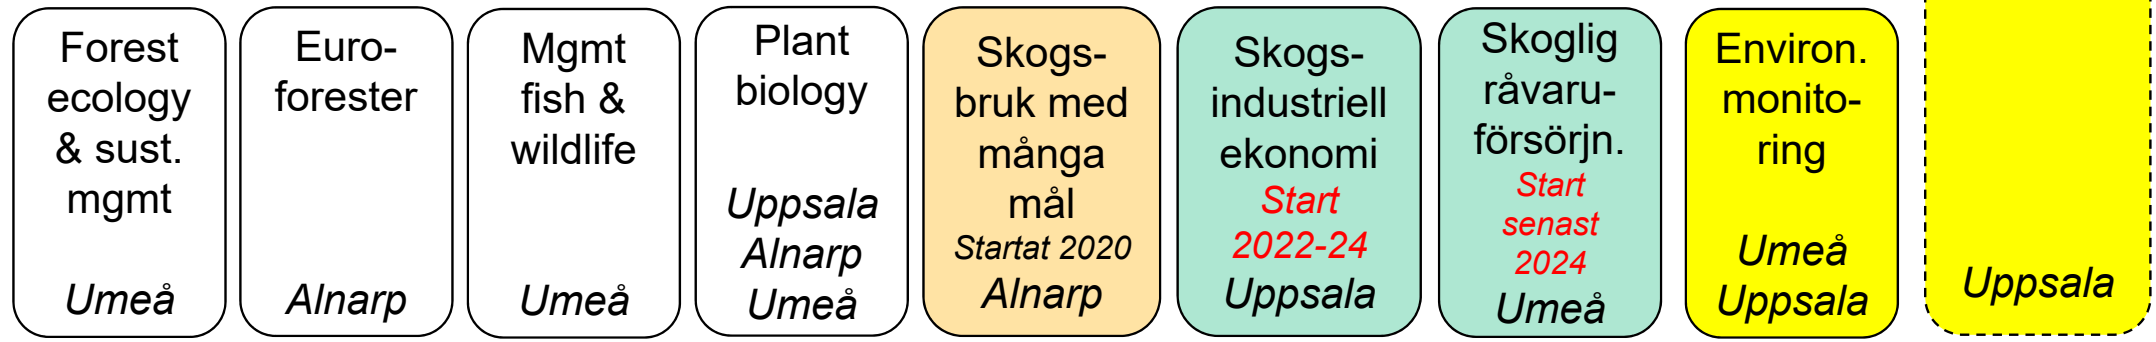 Forest
ecology
& sust.
mgmt
Umeå
Euro-
forester
Alnarp
Mgmt
fish &
wildlife
Umeå
Plant
biology
Uppsala
Alnarp
Umeå
Skogs-
bruk med
många
mål
Startat 2020
Alnarp
Skogs-
industriell
ekonomi
Start
2022-24
Uppsala
Skoglig
råvaru-
försörjn.
Start
senast
2024
Umeå
Environ.
monito-
ring
Umeå
Uppsala
Uppsala